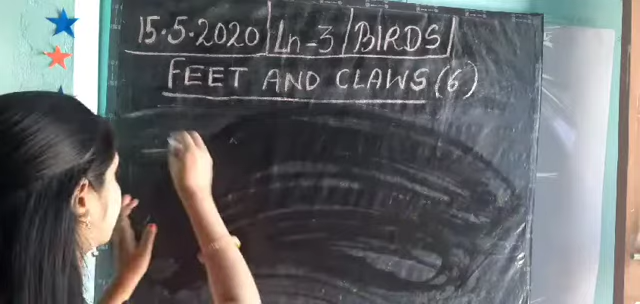 15.5.2020 | Ln-3 | BIRDS |
FEET AND CLAWS (6)